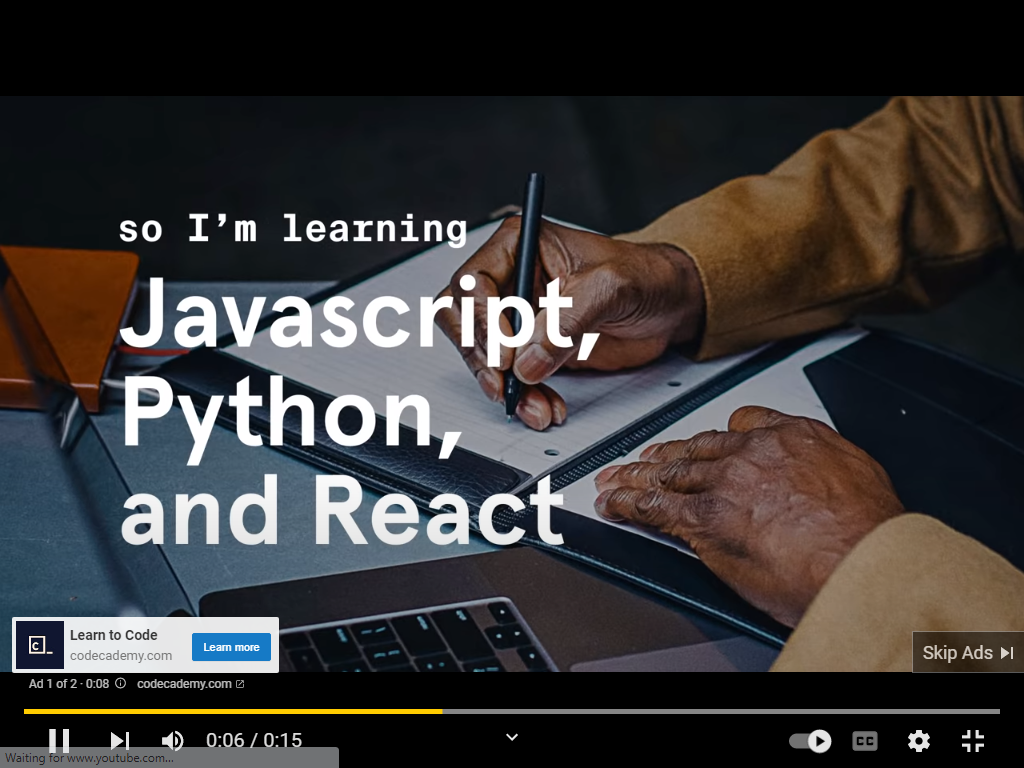 so I'm learning
Javascript,
Python,
and React
Learn to Code
codecademy.com
Learn more
Skip Ads
Ad 1 of 2 · 0:08 codecademy.com
0:06 / 0:15
CC
Waiting for www.youtube.com...